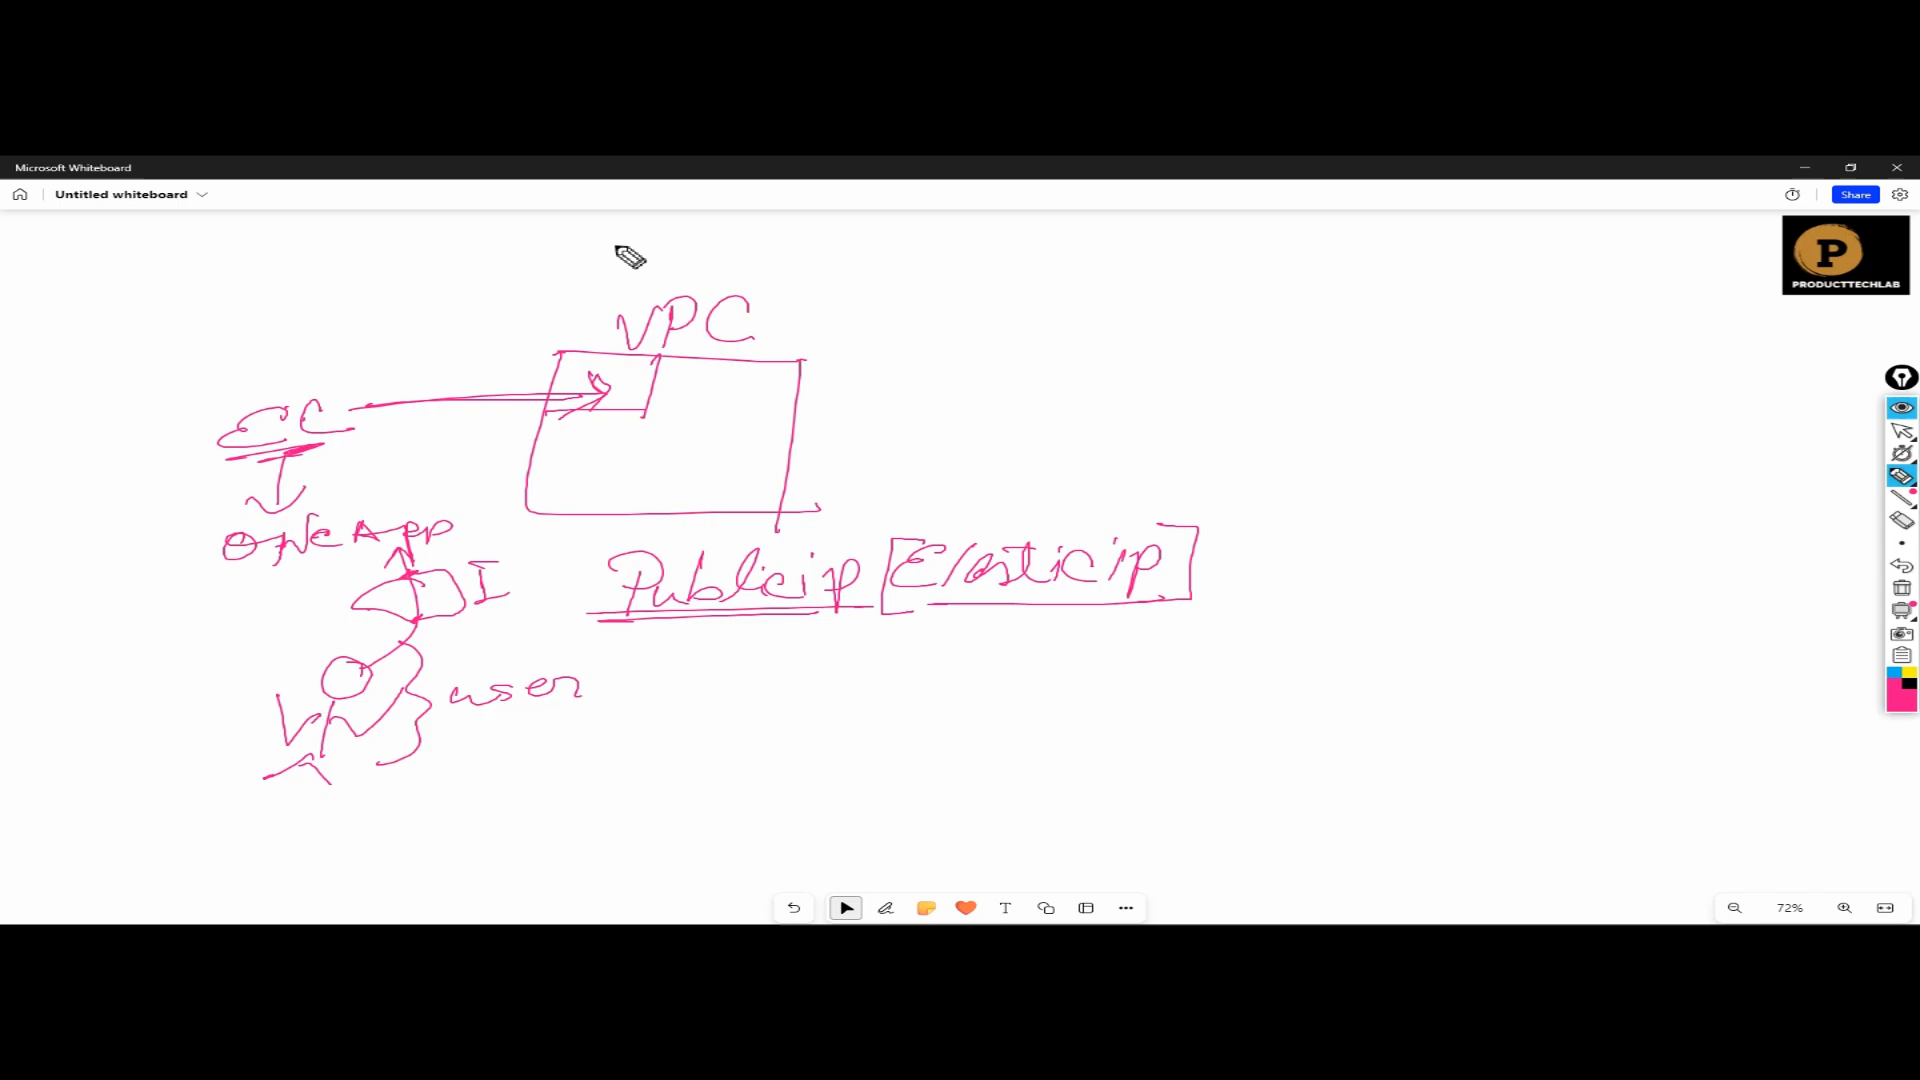 Microsoft Whiteboard
Untitled whiteboard
Share
P
PRODUCTTECHLAB
VPC
EC
ONE APP
I
Public ip [Elastic ip]
user
T
72%